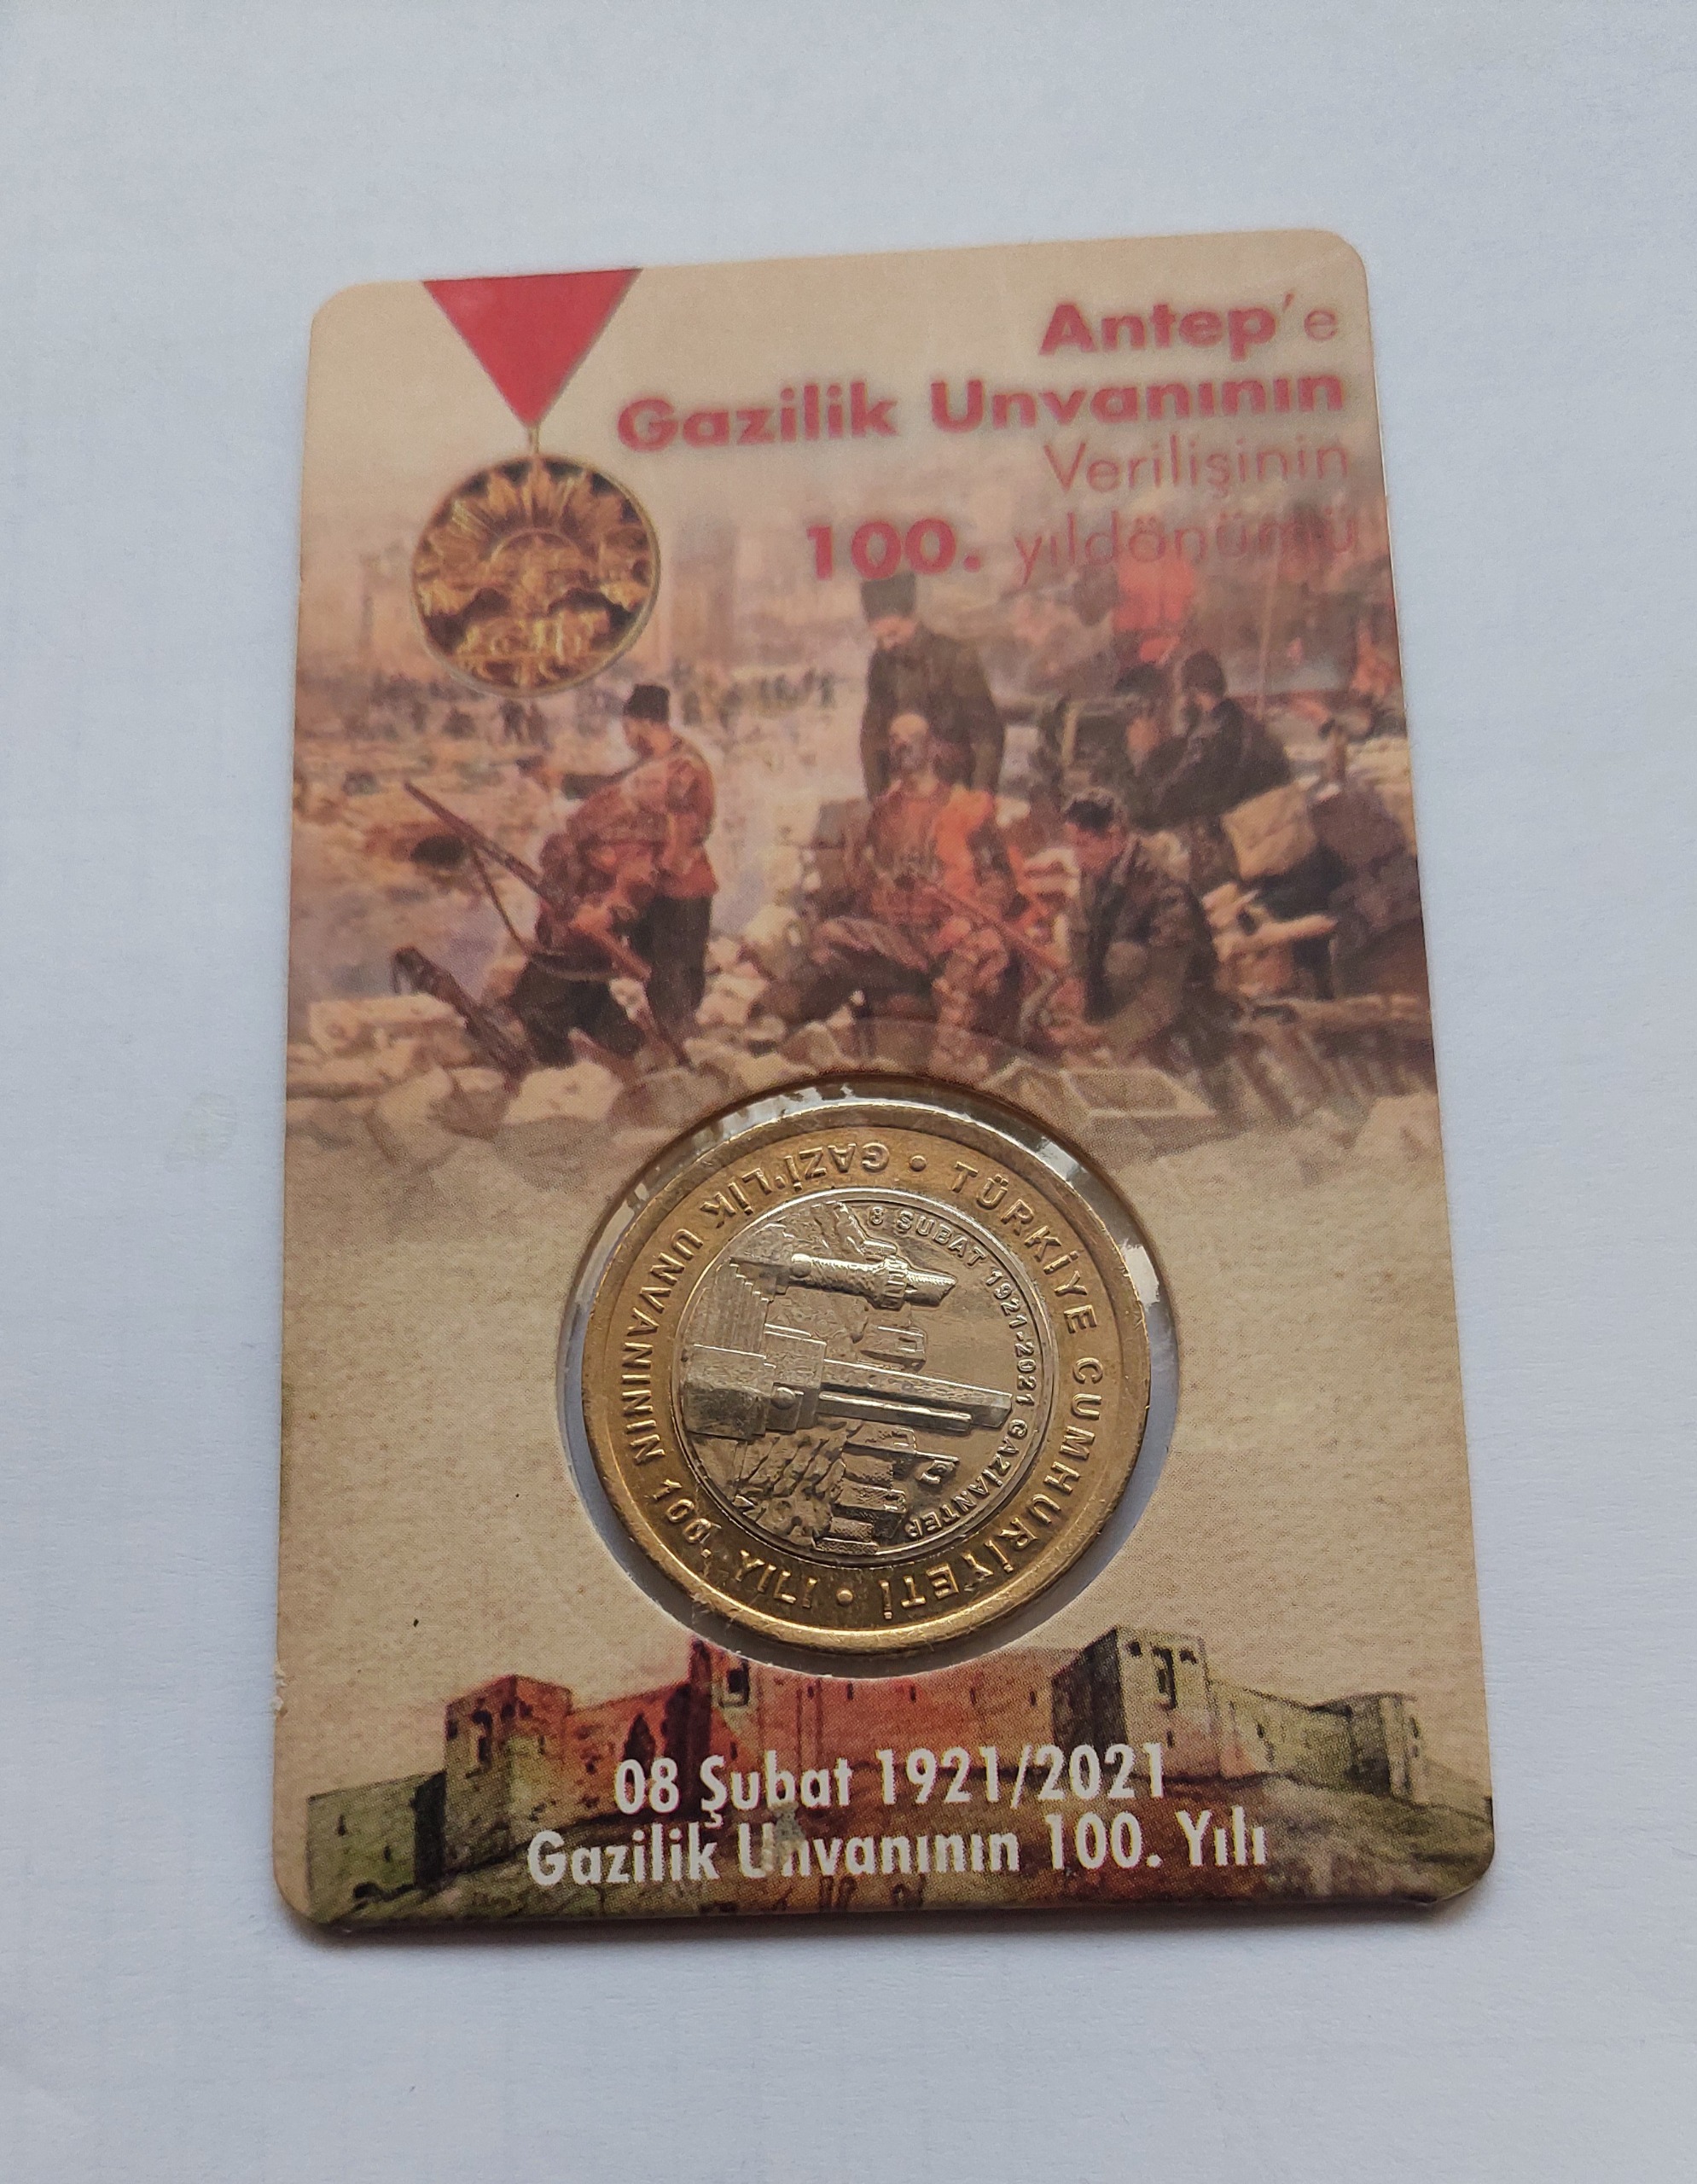 Antep'e
Gazilik Unvanının
Verilişinin
100. yıldönümü
TÜRKİYE CUMHURİYETİ
GAZİ'LİK UNVANININ 100. YILI
8 ŞUBAT 1921-2021 GAZİANTEP
08 Şubat 1921/2021
Gazilik Unvanının 100. Yılı